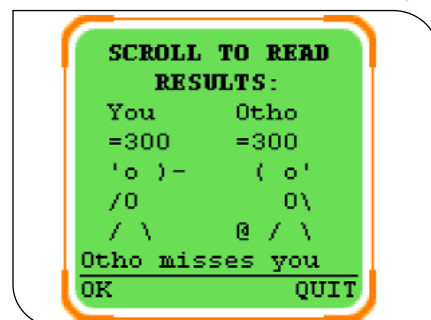 SCROLL TO READ
RESULTS:
You Otho
=300 =300
'o )- ( o'
/O O\
/ \ @ / \
Otho misses you
OK QUIT